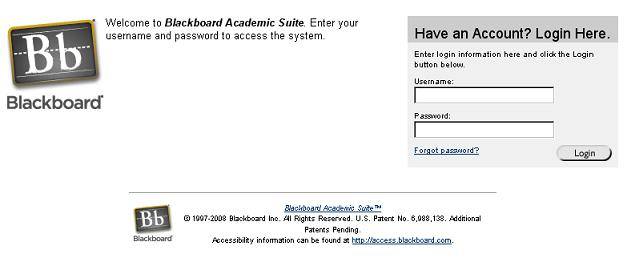 Bb
Blackboard
Welcome to Blackboard Academic Suite. Enter your
username and password to access the system.
Have an Account? Login Here.
Enter login information here and click the Login
button below.
Username:
Password:
Forgot password?
Login
Bb
Blackboard
Blackboard Academic Suite™
© 1997-2008 Blackboard Inc. All Rights Reserved. U.S. Patent No. 6,988,138. Additional
Patents Pending.
Accessibility information can be found at http://access.blackboard.com.